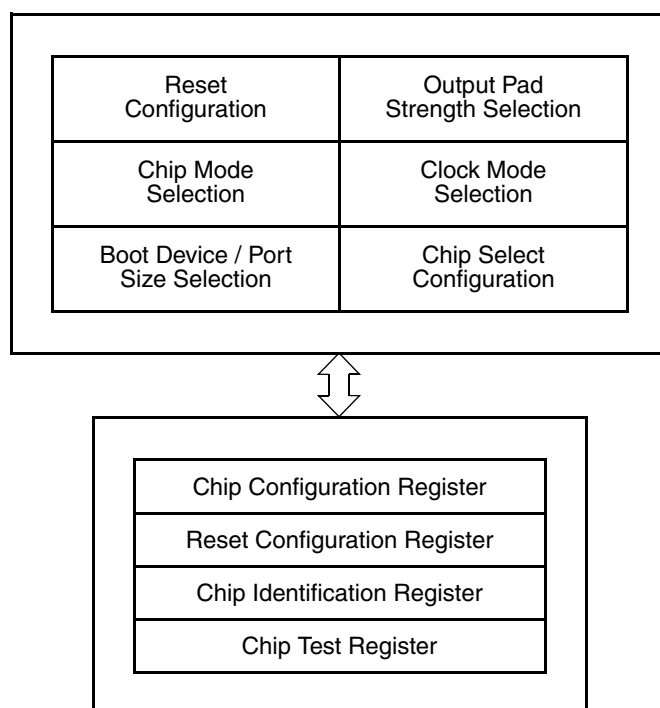 Reset
Configuration
Output Pad
Strength Selection
Chip Mode
Selection
Clock Mode
Selection
Boot Device / Port
Size Selection
Chip Select
Configuration
Chip Configuration Register
Reset Configuration Register
Chip Identification Register
Chip Test Register